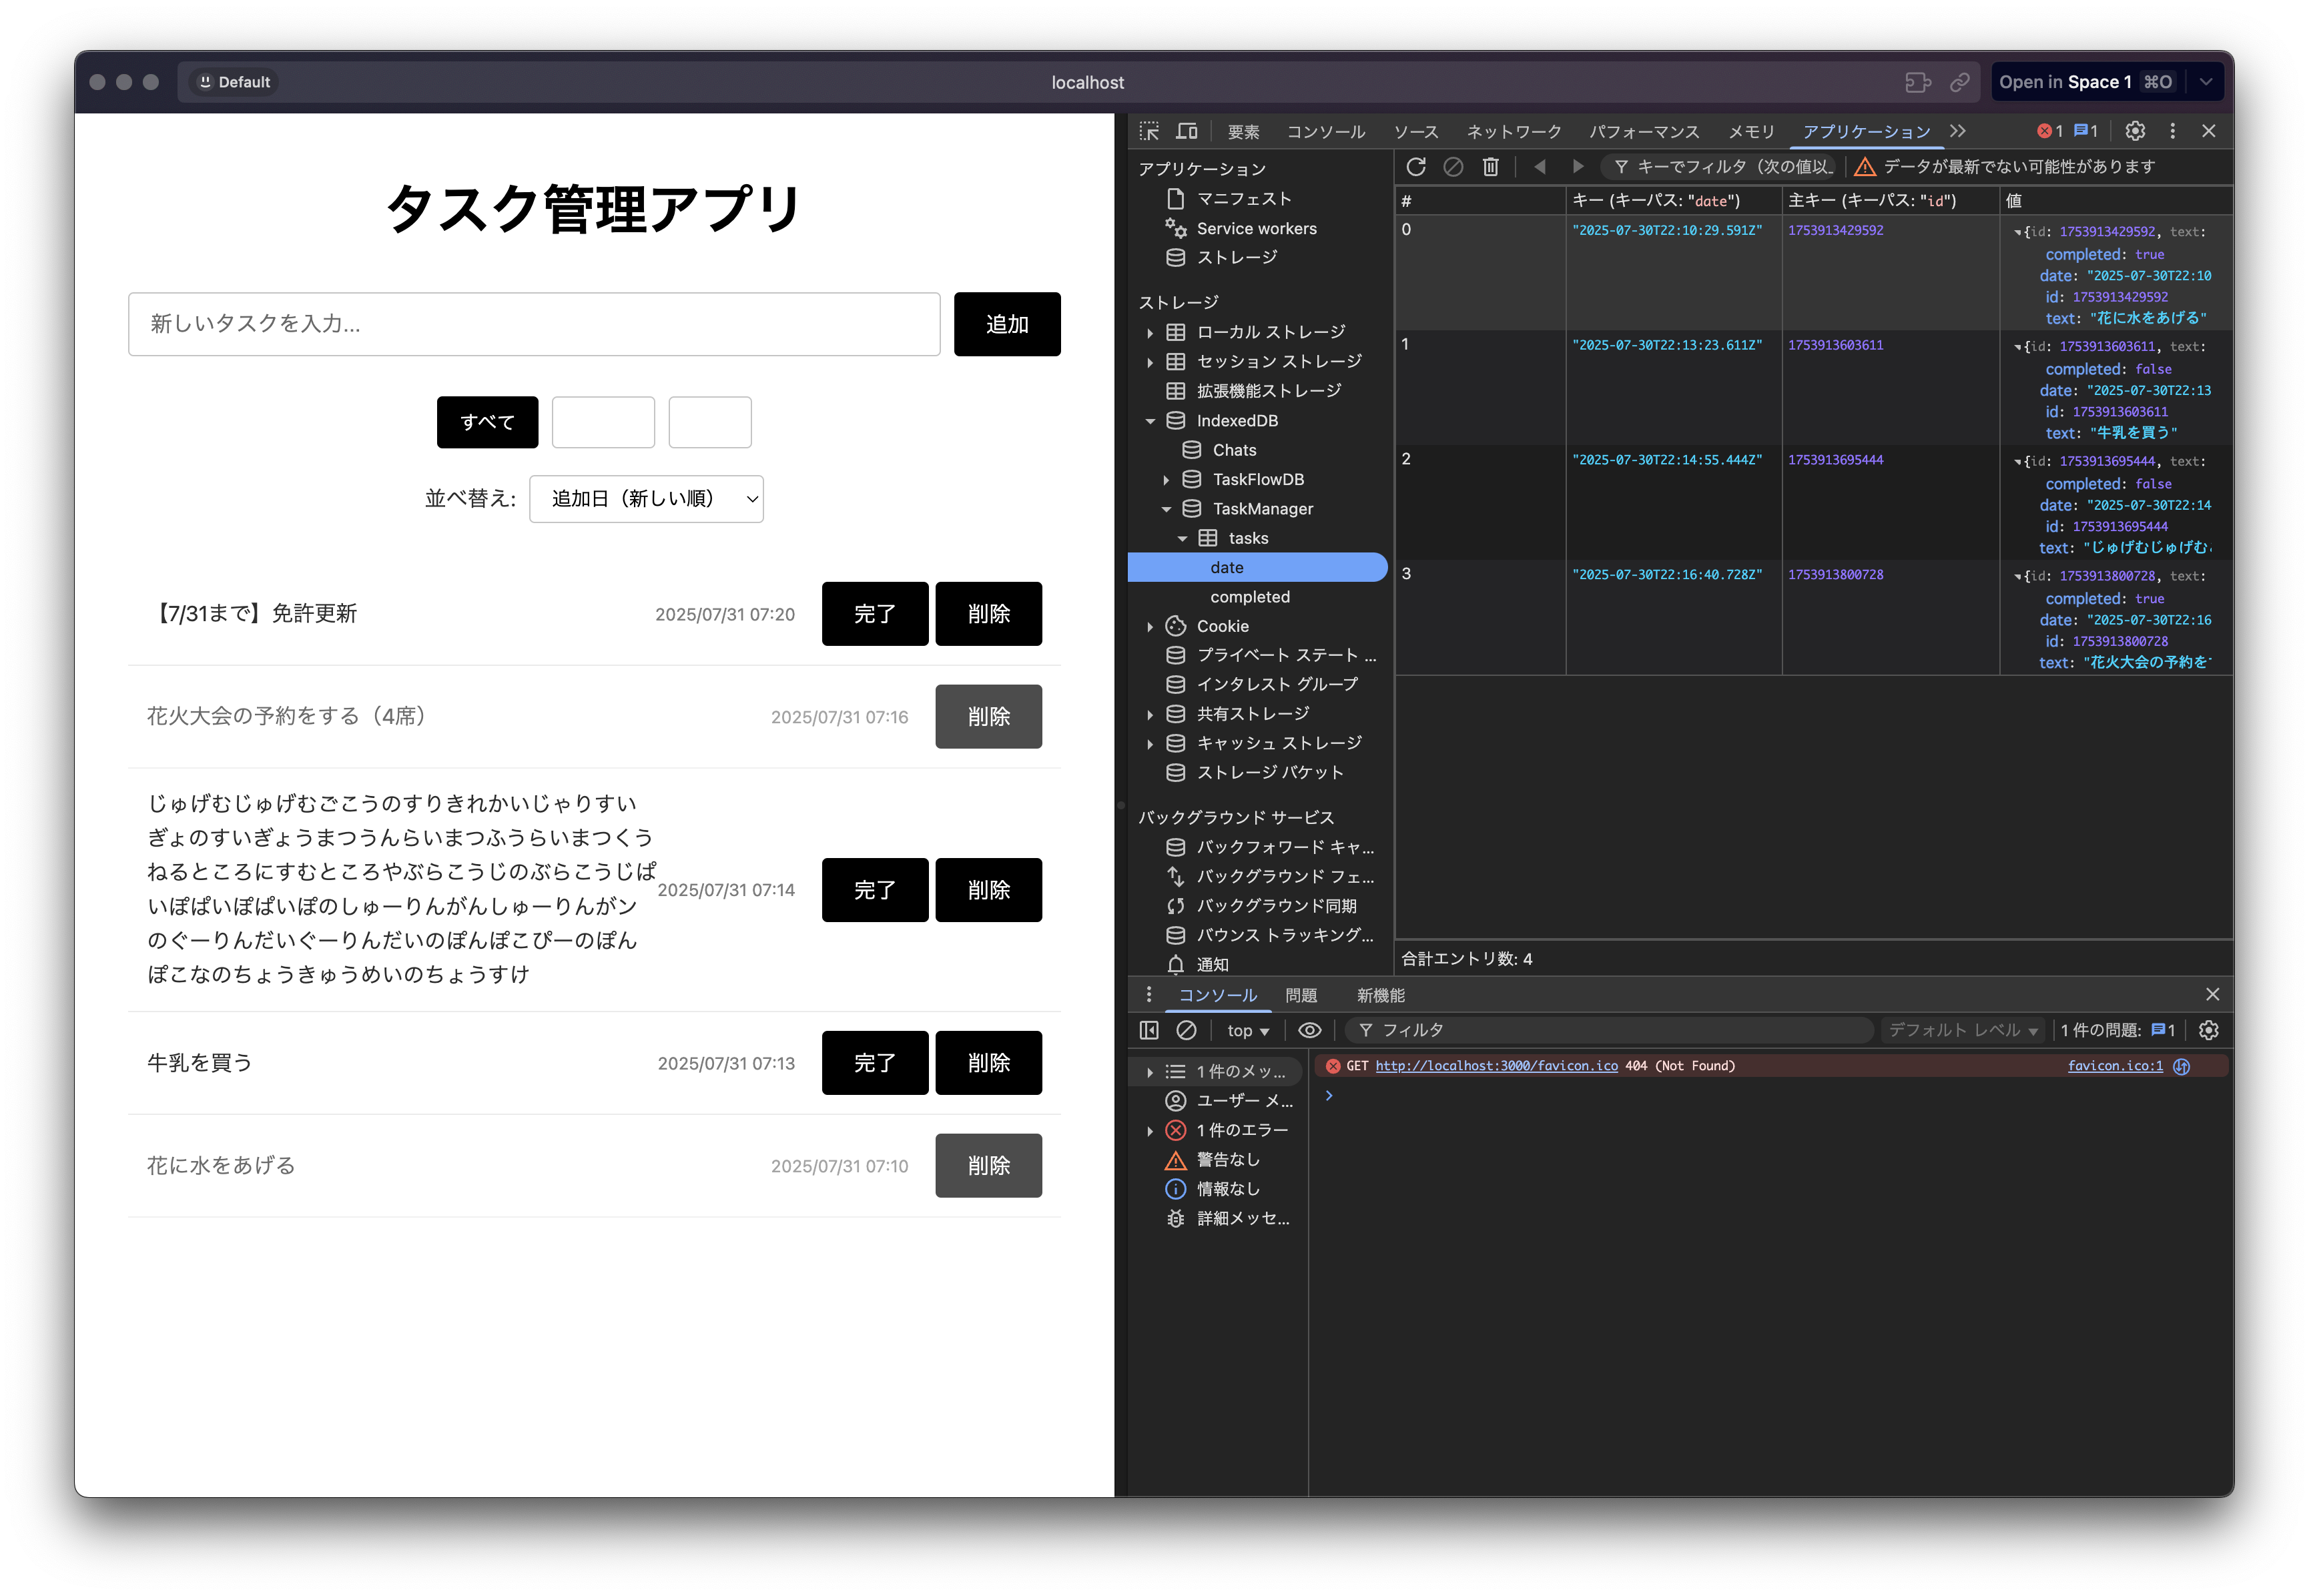 Default
localhost
Open in Space 1 ⌘O
タスク管理アプリ
新しいタスクを入力...
追加
すべて
並べ替え: 追加日（新しい順）
【7/31まで】免許更新
2025/07/31 07:20
完了
削除
花火大会の予約をする（4席）
2025/07/31 07:16
削除
じゅげむじゅげむごこうのすりきれかいじゃりすい
ぎょのすいぎょうまつうんらいまつふうらいまつくう
ねるところにすむところやぶらこうじのぶらこうじぱ
いぽぱいぽぱいぽのしゅーりんがんしゅーりんがン
のぐーりんだいぐーりんだいのぽんぽこぴーのぽん
ぽこなのちょうきゅうめいのちょうすけ
2025/07/31 07:14
完了
削除
牛乳を買う
2025/07/31 07:13
完了
削除
花に水をあげる
2025/07/31 07:10
削除
要素
コンソール
ソース
ネットワーク
パフォーマンス
メモリ
アプリケーション
1
1
アプリケーション
マニフェスト
Service workers
ストレージ
ストレージ
ローカル ストレージ
セッション ストレージ
拡張機能ストレージ
IndexedDB
Chats
TaskFlowDB
TaskManager
tasks
date
completed
Cookie
プライベート ステート ...
インタレスト グループ
共有ストレージ
キャッシュ ストレージ
ストレージ バケット
バックグラウンド サービス
バックフォワード キャ...
バックグラウンド フェ...
バックグラウンド同期
バウンス トラッキング...
通知
キーでフィルタ（次の値以
データが最新でない可能性があります
#
キー (キーパス: "date")
主キー (キーパス: "id")
値
0
"2025-07-30T22:10:29.591Z"
1753913429592
{id: 1753913429592, text:
completed: true
date: "2025-07-30T22:10
id: 1753913429592
text: "花に水をあげる"
1
"2025-07-30T22:13:23.611Z"
1753913603611
{id: 1753913603611, text:
completed: false
date: "2025-07-30T22:13
id: 1753913603611
text: "牛乳を買う"
2
"2025-07-30T22:14:55.444Z"
1753913695444
{id: 1753913695444, text:
completed: false
date: "2025-07-30T22:14
id: 1753913695444
text: "じゅげむじゅげむ
3
"2025-07-30T22:16:40.728Z"
1753913800728
{id: 1753913800728, text:
completed: true
date: "2025-07-30T22:16
id: 1753913800728
text: "花火大会の予約を
合計エントリ数: 4
コンソール
問題
新機能
top
フィルタ
デフォルト レベル
1 件の問題: 1
1 件のメッ...
ユーザー メ...
1 件のエラー
警告なし
情報なし
詳細メッセ...
GET http://localhost:3000/favicon.ico 404 (Not Found)
favicon.ico:1